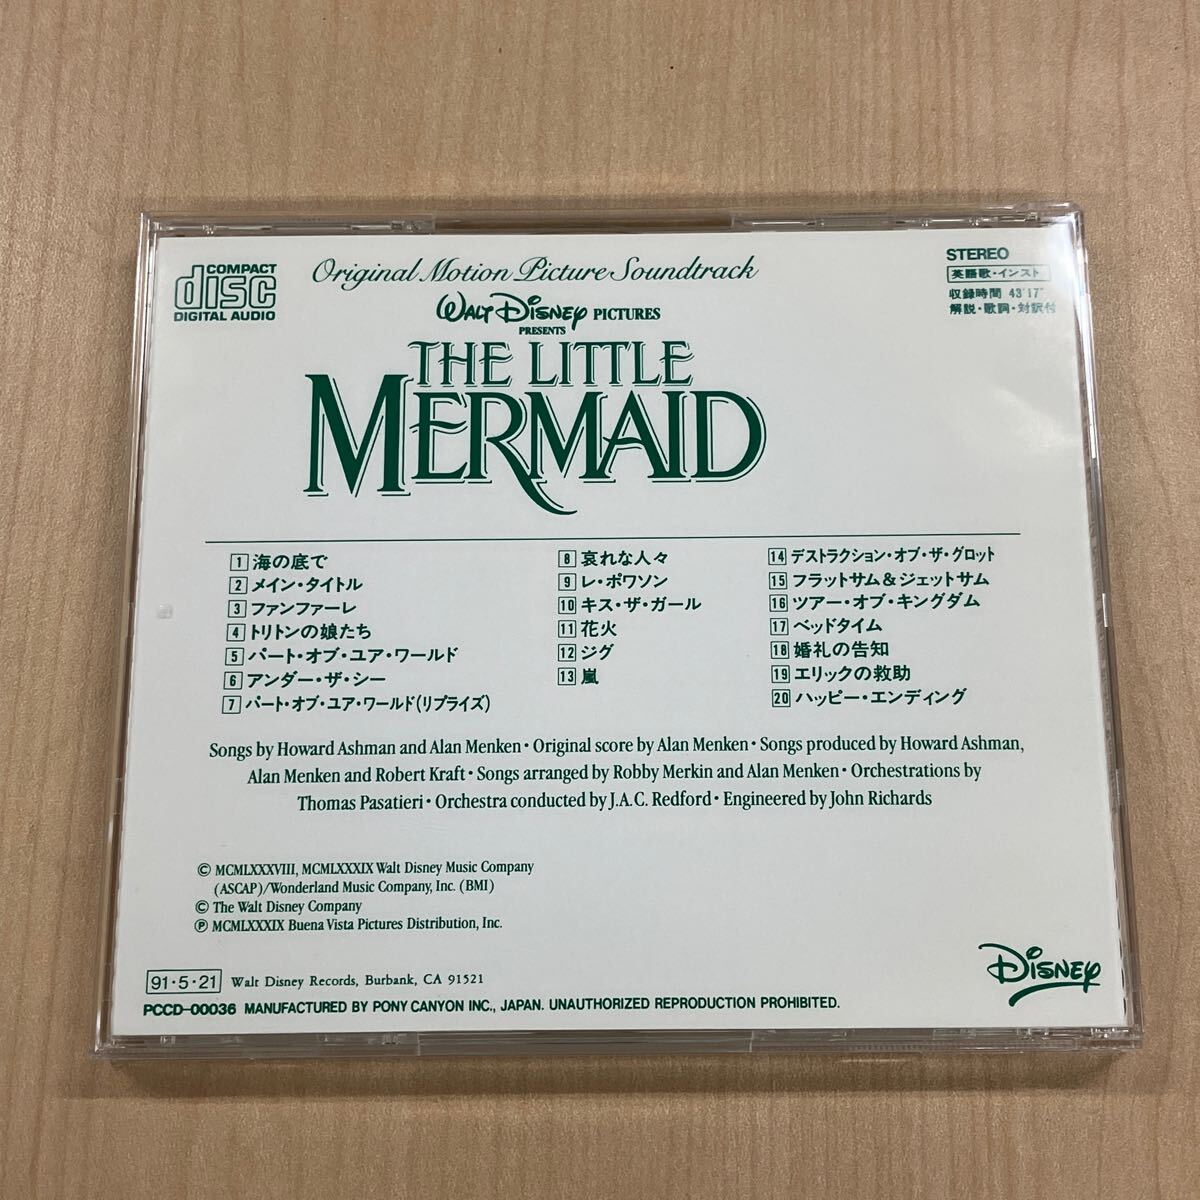 COMPACT
disc
DIGITAL AUDIO
Original Motion Picture Soundtrack
WALT DISNEY PICTURES
PRESENTS
THE LITTLE
MERMAID
STEREO
英語歌・インスト
収録時間 43'17"
解説・歌詞・対訳付
1 海の底で
2 メイン・タイトル
3 ファンファーレ
4 トリトンの娘たち
5 パート・オブ・ユア・ワールド
6 アンダー・ザ・シー
7 パート・オブ・ユア・ワールド(リプライズ)
8 哀れな人々
9 レ・ポワソン
10 キス・ザ・ガール
11 花火
12 ジグ
13 嵐
14 デストラクション・オブ・ザ・グロット
15 フラットサム&ジェットサム
16 ツアー・オブ・キングダム
17 ベッドタイム
18 婚礼の告知
19 エリックの救助
20 ハッピー・エンディング
Songs by Howard Ashman and Alan Menken・Original score by Alan Menken・Songs produced by Howard Ashman,
Alan Menken and Robert Kraft・Songs arranged by Robby Merkin and Alan Menken・Orchestrations by
Thomas Pasatieri・Orchestra conducted by J.A.C. Redford・Engineered by John Richards
© MCMLXXXVIII, MCMLXXXIX Walt Disney Music Company
(ASCAP)/Wonderland Music Company, Inc. (BMI)
© The Walt Disney Company
℗ MCMLXXXIX Buena Vista Pictures Distribution, Inc.
91・5・21 Walt Disney Records, Burbank, CA 91521
PCCD-00036 MANUFACTURED BY PONY CANYON INC., JAPAN. UNAUTHORIZED REPRODUCTION PROHIBITED.
DISNEY